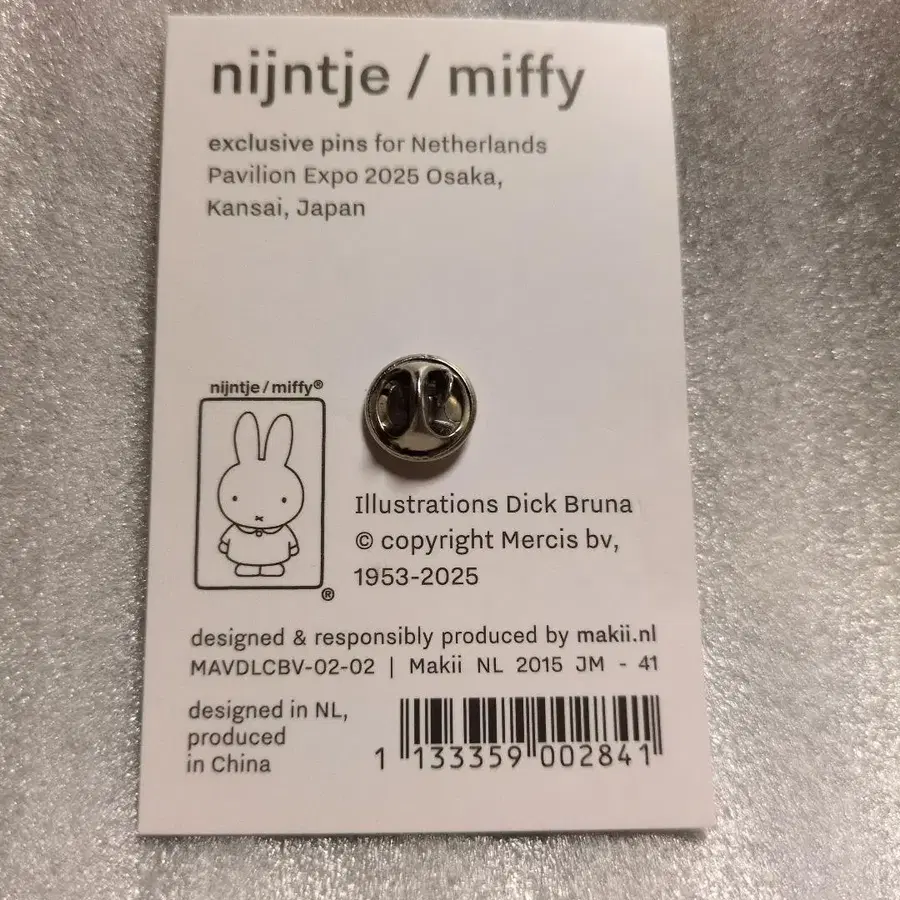 nijntje / miffy
exclusive pins for Netherlands
Pavilion Expo 2025 Osaka,
Kansai, Japan
nijntje / miffy®
®
Illustrations Dick Bruna
© copyright Mercis bv,
1953-2025
designed & responsibly produced by makii.nl
MAVDLCBV-02-02 | Makii NL 2015 JM - 41
designed in NL,
produced
in China
1 133359 002841